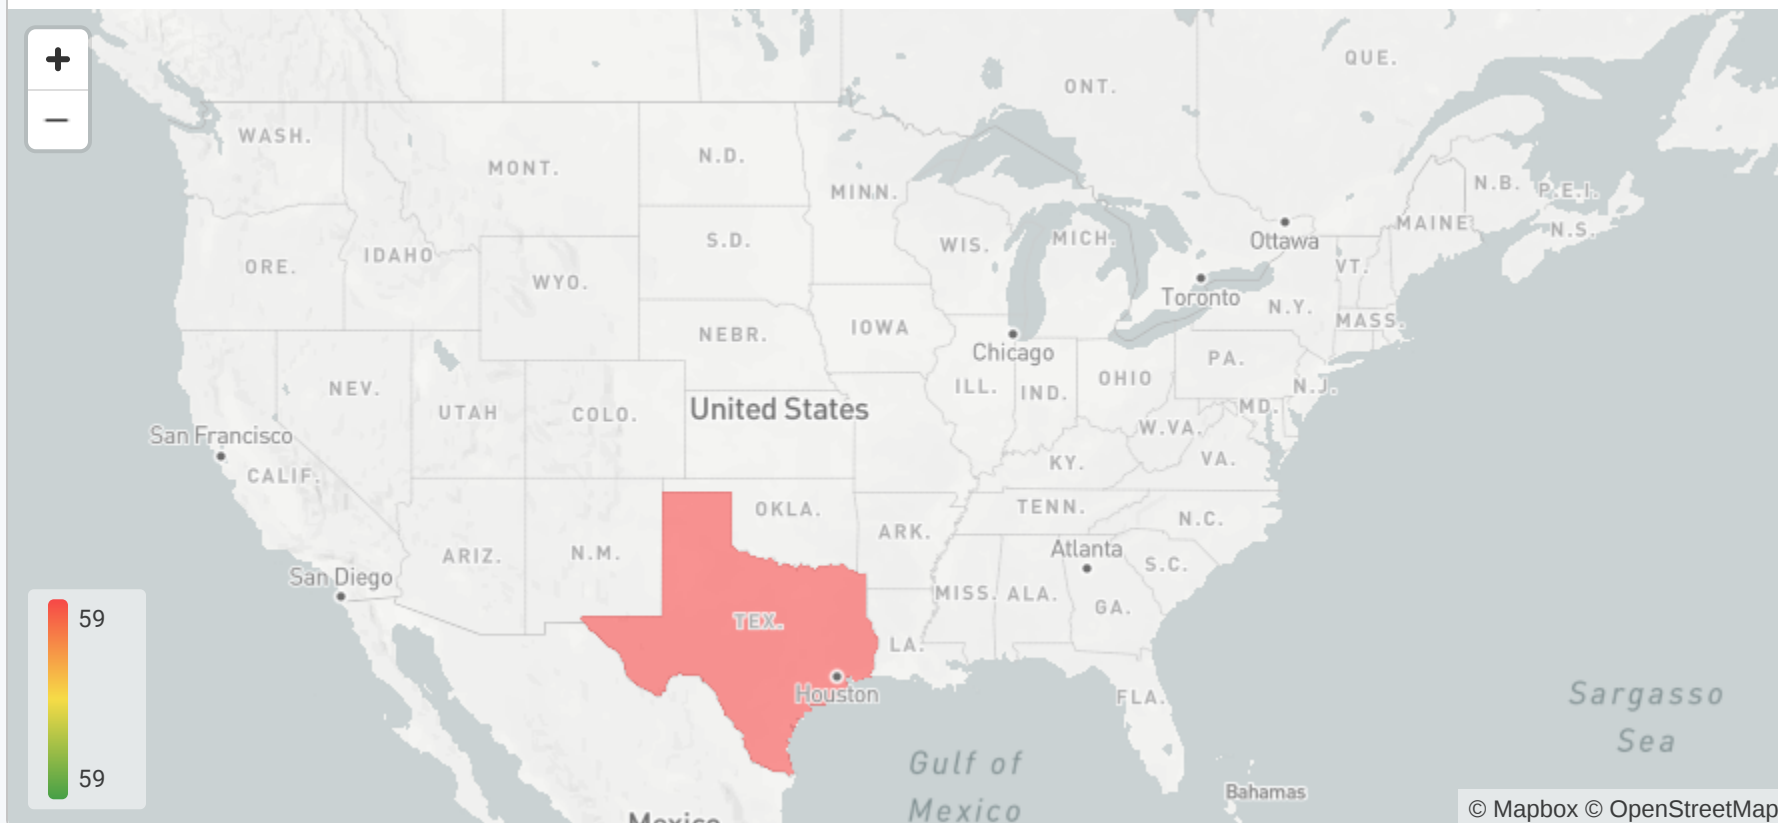 +
QUE.
ONT.
WASH.
−
N.D.
MONT.
MINN.
N.B.
P.E.I.
MAINE
N.S.
S.D.
WIS.
MICH.
Ottawa
IDAHO
ORE.
VT.
WYO.
Toronto
N.Y.
MASS.
IOWA
NEBR.
Chicago
PA.
OHIO
ILL.
IND.
N.J.
NEV.
MD.
UTAH
COLO.
United States
W.VA.
San Francisco
VA.
KY.
CALIF.
TENN.
OKLA.
N.C.
ARK.
Atlanta
ARIZ.
N.M.
S.C.
San Diego
MISS.
ALA.
GA.
59
TEX.
LA.
Houston
FLA.
Sargasso
Sea
Gulf of
Mexico
59
Bahamas
Mexico
© Mapbox © OpenStreetMap